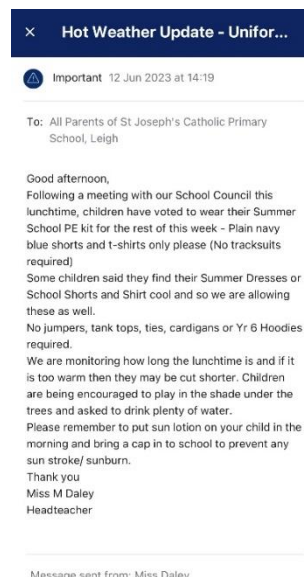 × Hot Weather Update - Unifor...
Important 12 Jun 2023 at 14:19
To: All Parents of St Joseph's Catholic Primary
School, Leigh
Good afternoon,
Following a meeting with our School Council this
lunchtime, children have voted to wear their Summer
School PE kit for the rest of this week - Plain navy
blue shorts and t-shirts only please (No tracksuits
required)
Some children said they find their Summer Dresses or
School Shorts and Shirt cool and so we are allowing
these as well.
No jumpers, tank tops, ties, cardigans or Yr 6 Hoodies
required.
We are monitoring how long the lunchtime is and if it
is too warm then they may be cut shorter. Children
are being encouraged to play in the shade under the
trees and asked to drink plenty of water.
Please remember to put sun lotion on your child in the
morning and bring a cap in to school to prevent any
sun stroke/ sunburn.
Thank you
Miss M Daley
Headteacher
Message sent from: Miss Daley